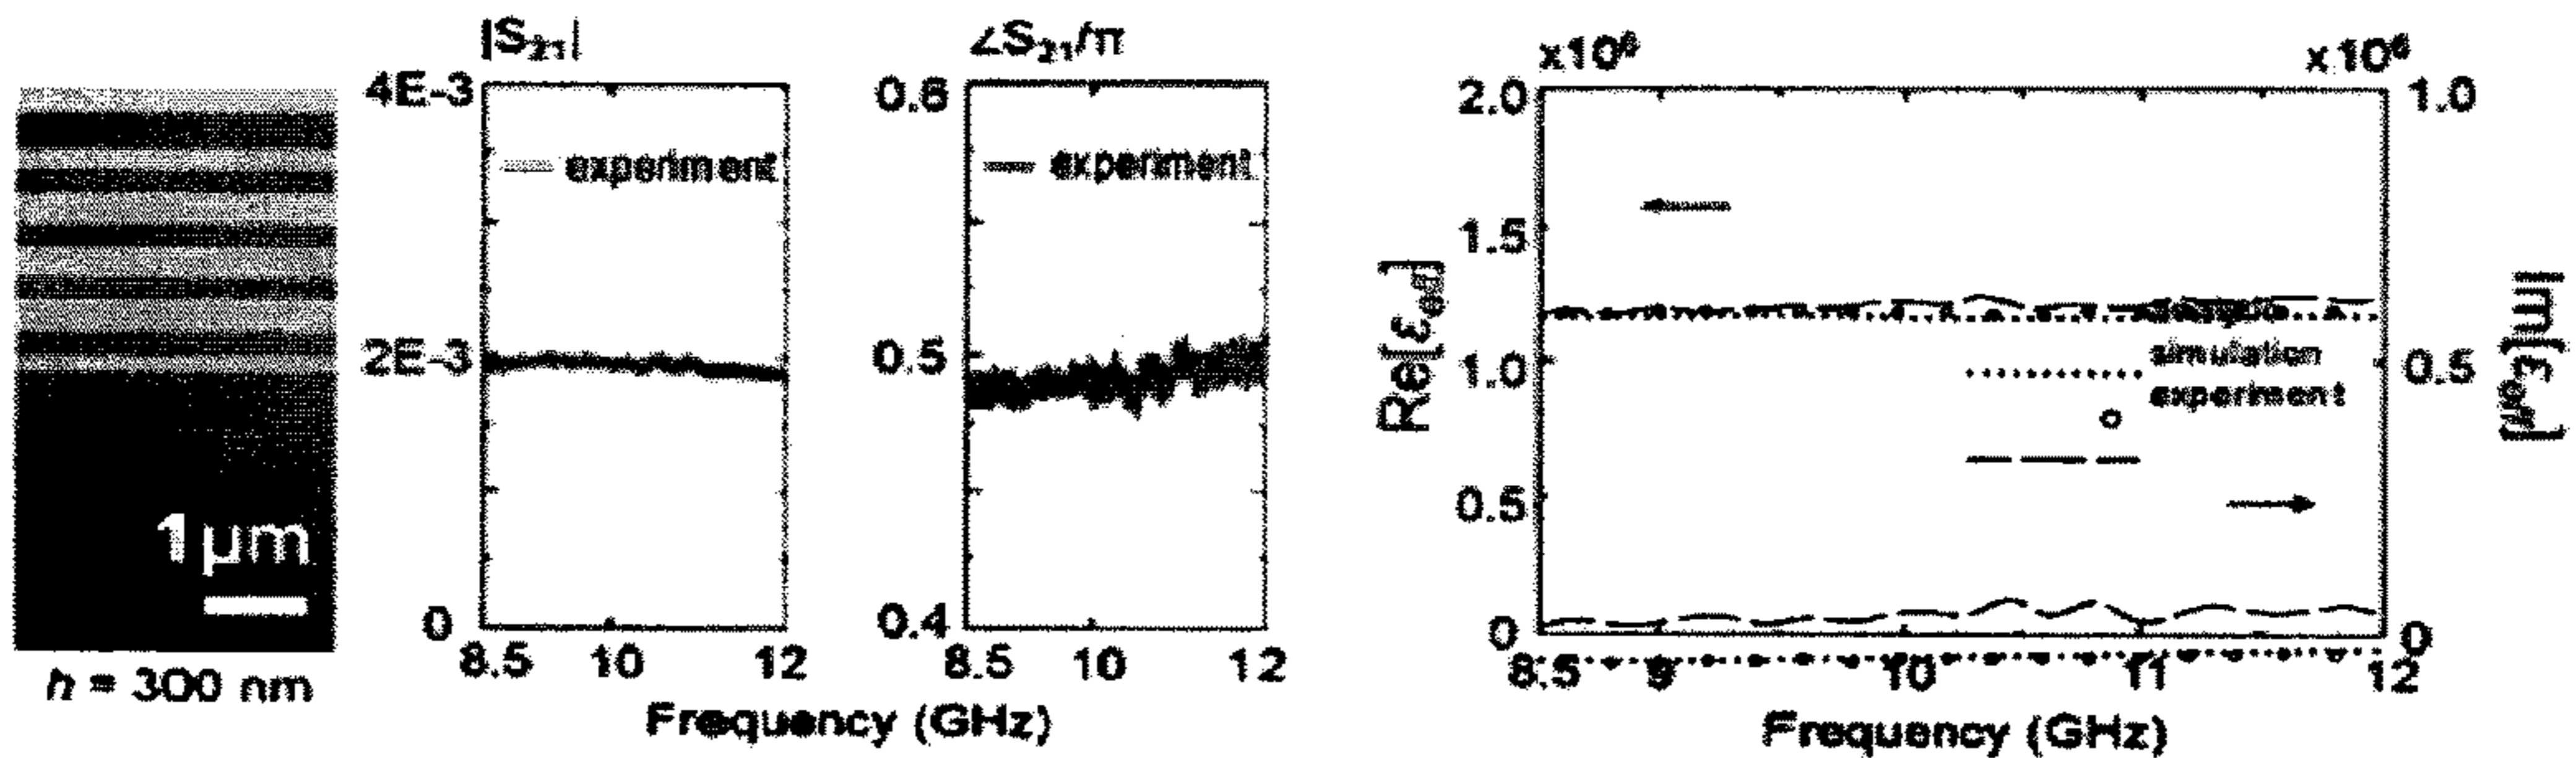 1µm
h = 300 nm
|S21|
4E-3
2E-3
0
experiment
8.5 10 12
∠S21/π
0.6
0.5
0.4
experiment
8.5 10 12
Frequency (GHz)
x10⁶
x10⁶
2.0
1.5
1.0
0.5
0
Re[εeff]
simulation
experiment
1.0
0.5
0
Im[εeff]
8.5 9 10 11 12
Frequency (GHz)